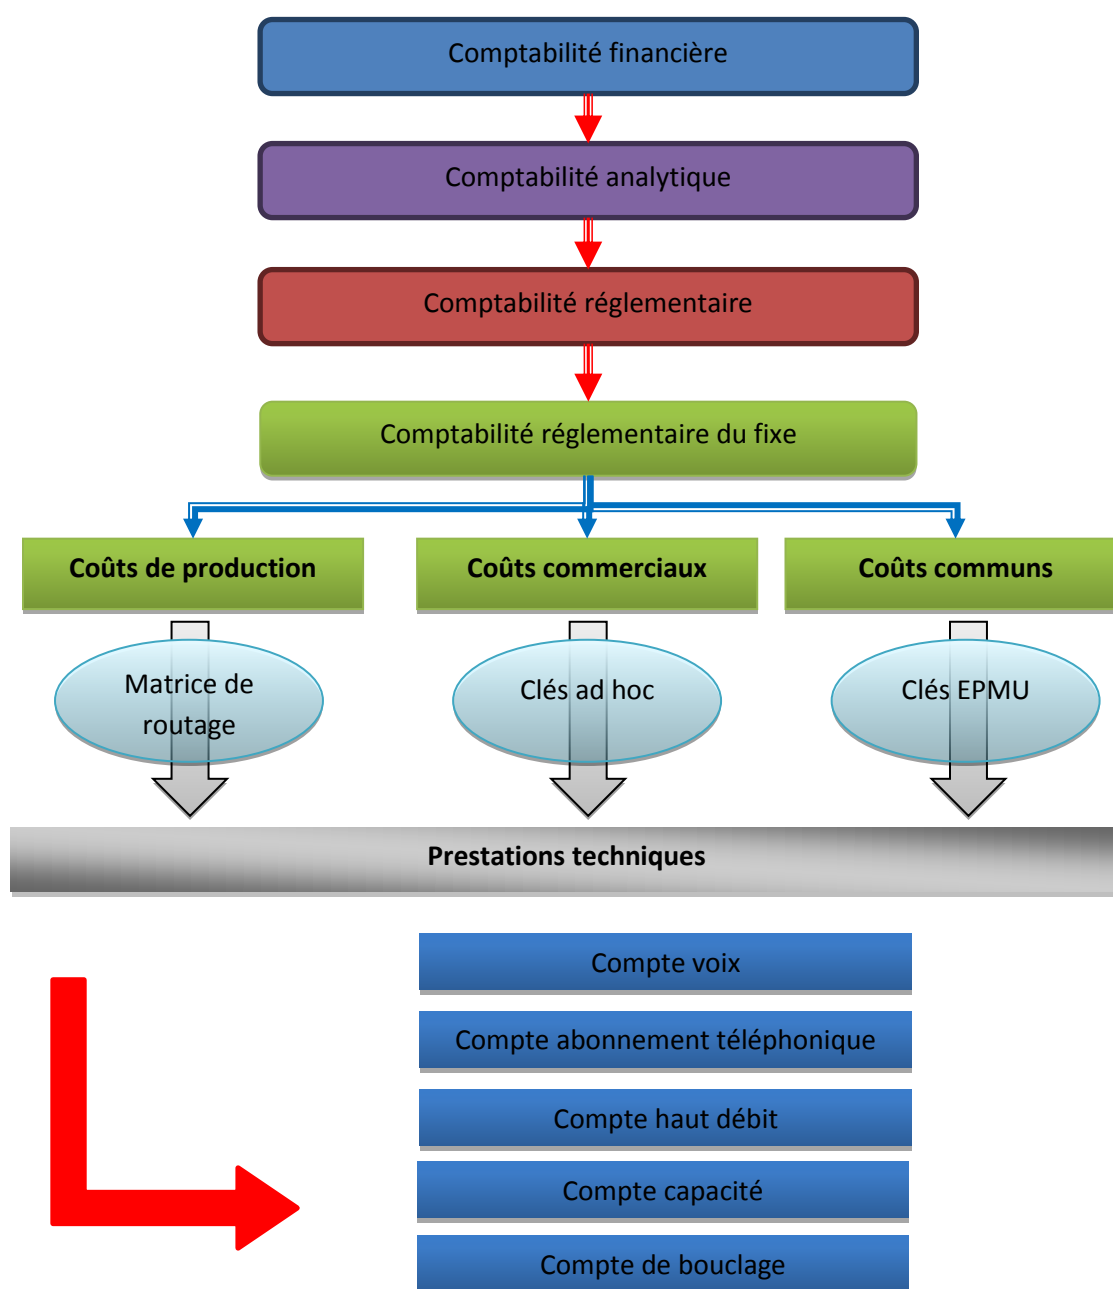 Comptabilité financière
Comptabilité analytique
Comptabilité réglementaire
Comptabilité réglementaire du fixe
Coûts de production
Coûts commerciaux
Coûts communs
Matrice de
routage
Clés ad hoc
Clés EPMU
Prestations techniques
Compte voix
Compte abonnement téléphonique
Compte haut débit
Compte capacité
Compte de bouclage